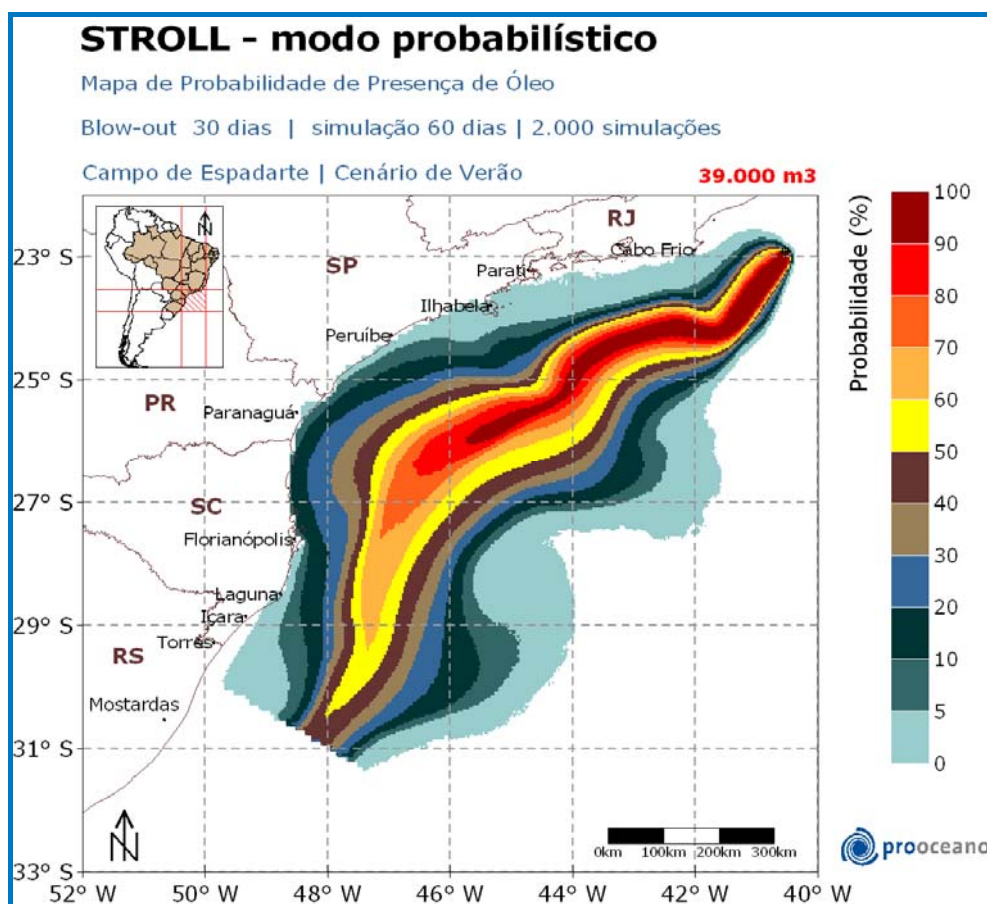 STROLL - modo probabilístico
Mapa de Probabilidade de Presença de Óleo
Blow-out 30 dias | simulação 60 dias | 2.000 simulações
Campo de Espadarte | Cenário de Verão
39.000 m3
N
RJ
Cabo Frio
SP
Parati
Ilhabela
Peruíbe
PR
Paranaguá
SC
Florianópolis
Laguna
Içara
Torres
RS
Mostardas
N
0km 100km 200km 300km
23° S
25° S
27° S
29° S
31° S
33° S
52 W 50° W 48° W 46° W 44° W 42° W 40° W
Probabilidade (%)
100
90
80
70
60
50
40
30
20
10
5
0
prooceano